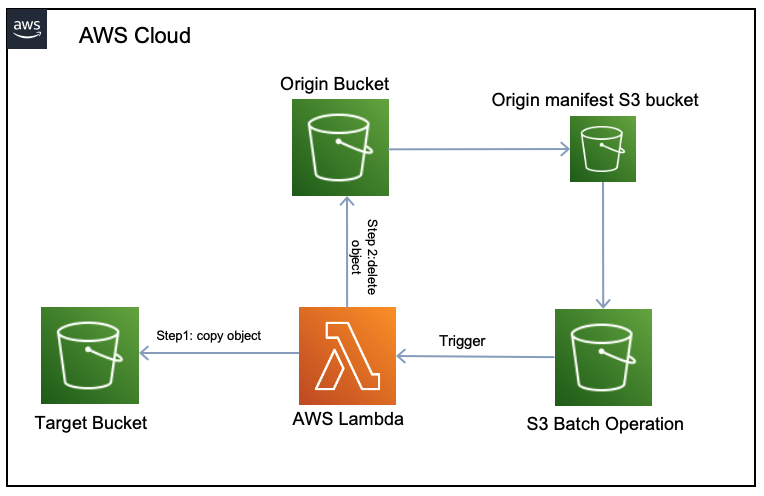 aws
AWS Cloud
Origin Bucket
Origin manifest S3 bucket
Step 2:delete
object
Step1: copy object
Trigger
Target Bucket
AWS Lambda
S3 Batch Operation